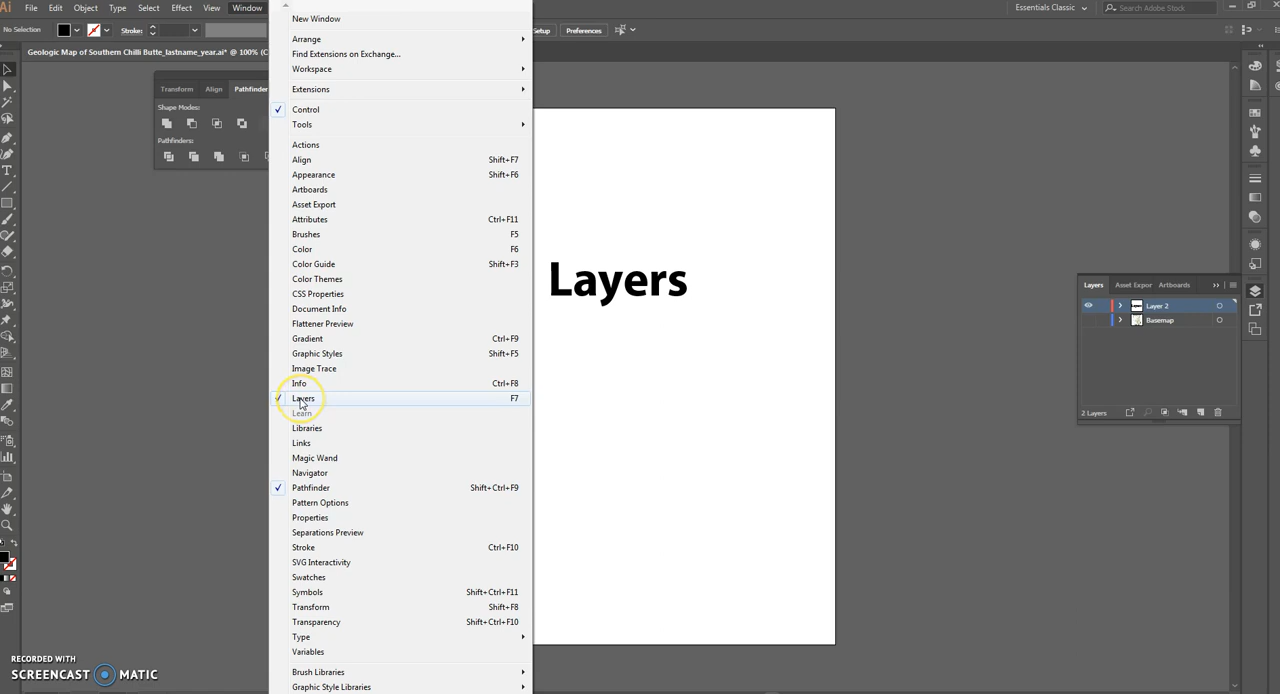 Ai File Edit Object Type Select Effect View Window Essentials Classic Search Adobe Stock
No Selection Stroke: Setup Preferences
Geologic Map of Southern Chilli Butte_lastname_year.ai* @ 100% (C
Transform Align Pathfinder
Shape Modes:
Pathfinders:
New Window
Arrange
Find Extensions on Exchange...
Workspace
Extensions
Control
Tools
Actions
Align Shift+F7
Appearance Shift+F6
Artboards
Asset Export
Attributes Ctrl+F11
Brushes F5
Color F6
Color Guide Shift+F3
Color Themes
CSS Properties
Document Info
Flattener Preview
Gradient Ctrl+F9
Graphic Styles Shift+F5
Image Trace
Info Ctrl+F8
Layers F7
Learn
Libraries
Links
Magic Wand
Navigator
Pathfinder Shift+Ctrl+F9
Pattern Options
Properties
Separations Preview
Stroke Ctrl+F10
SVG Interactivity
Swatches
Symbols Shift+Ctrl+F11
Transform Shift+F8
Transparency Shift+Ctrl+F10
Type
Variables
Brush Libraries
Graphic Style Libraries
Layers
Layers Asset Expor Artboards
Layer 2
Basemap
2 Layers
RECORDED WITH
SCREENCAST MATIC